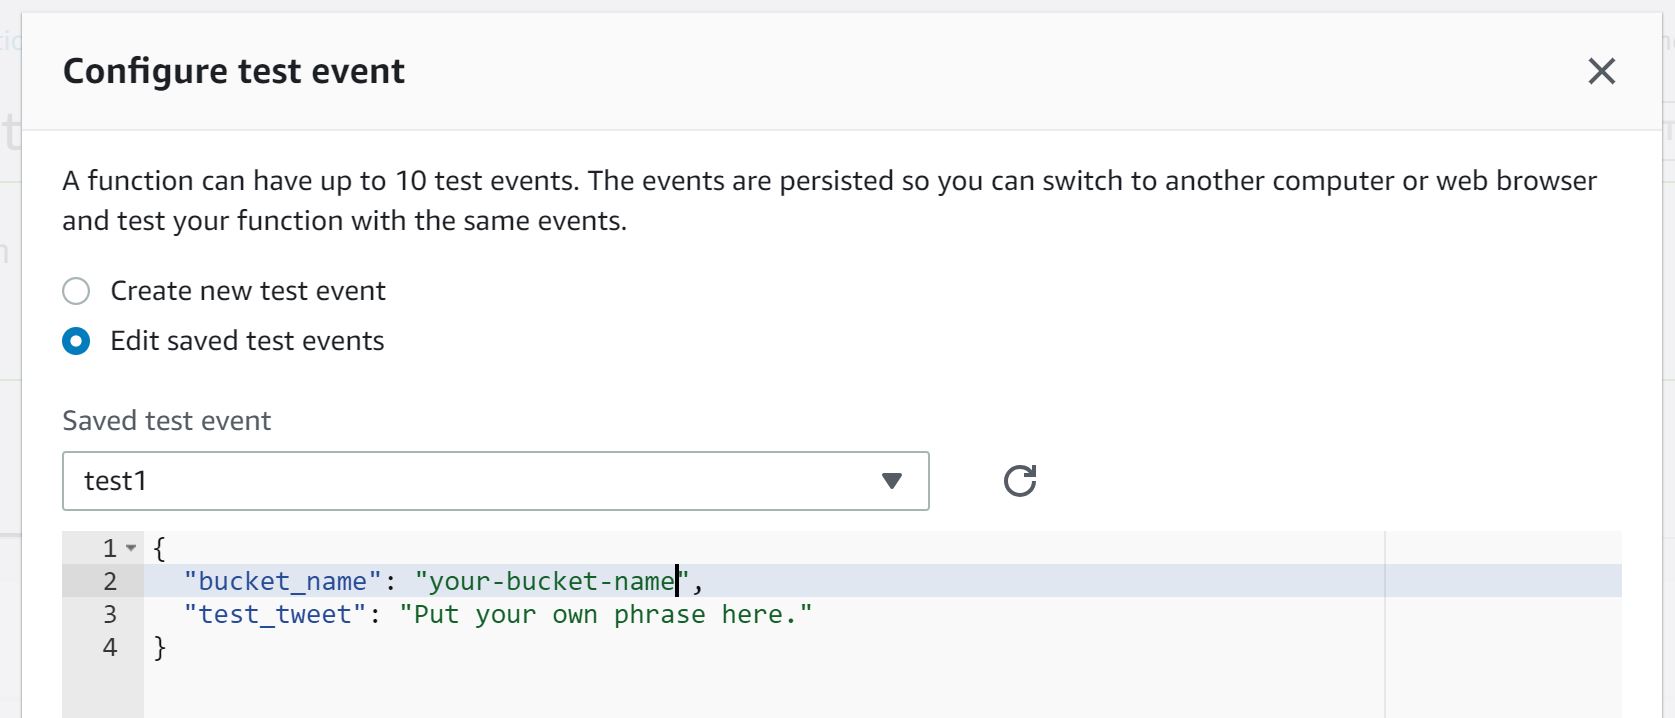 Configure test event
A function can have up to 10 test events. The events are persisted so you can switch to another computer or web browser
and test your function with the same events.
Create new test event
Edit saved test events
Saved test event
test1
1 {
2 "bucket_name": "your-bucket-name",
3 "test_tweet": "Put your own phrase here."
4 }